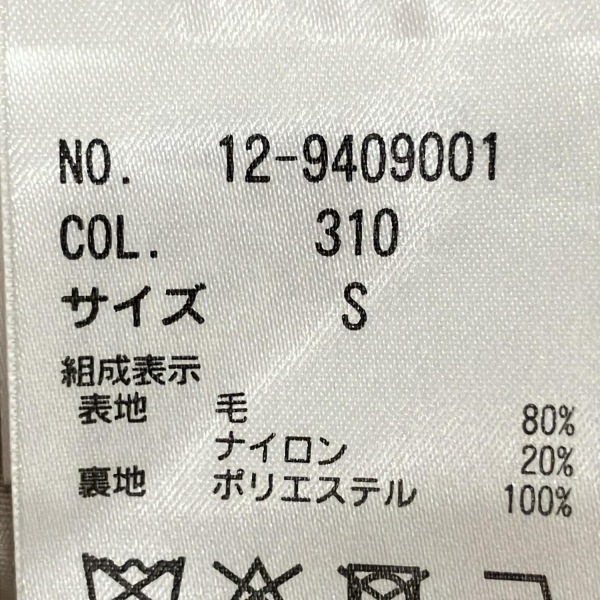 NO. 12-9409001
COL. 310
サイズ S
組成表示
表地 毛 80%
ナイロン 20%
裏地 ポリエステル 100%